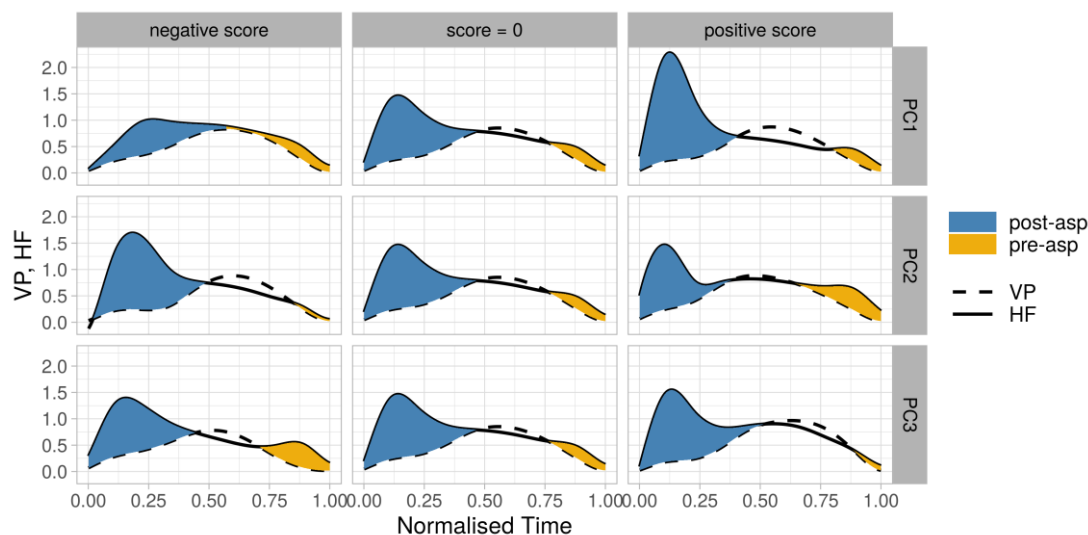 negative score
score = 0
positive score
2.0
1.5
1.0
0.5
0.0
PC1
2.0
1.5
1.0
0.5
0.0
PC2
2.0
1.5
1.0
0.5
0.0
PC3
VP, HF
0.00 0.25 0.50 0.75 1.00
0.00 0.25 0.50 0.75 1.00
0.00 0.25 0.50 0.75 1.00
Normalised Time
post-asp
pre-asp
VP
HF